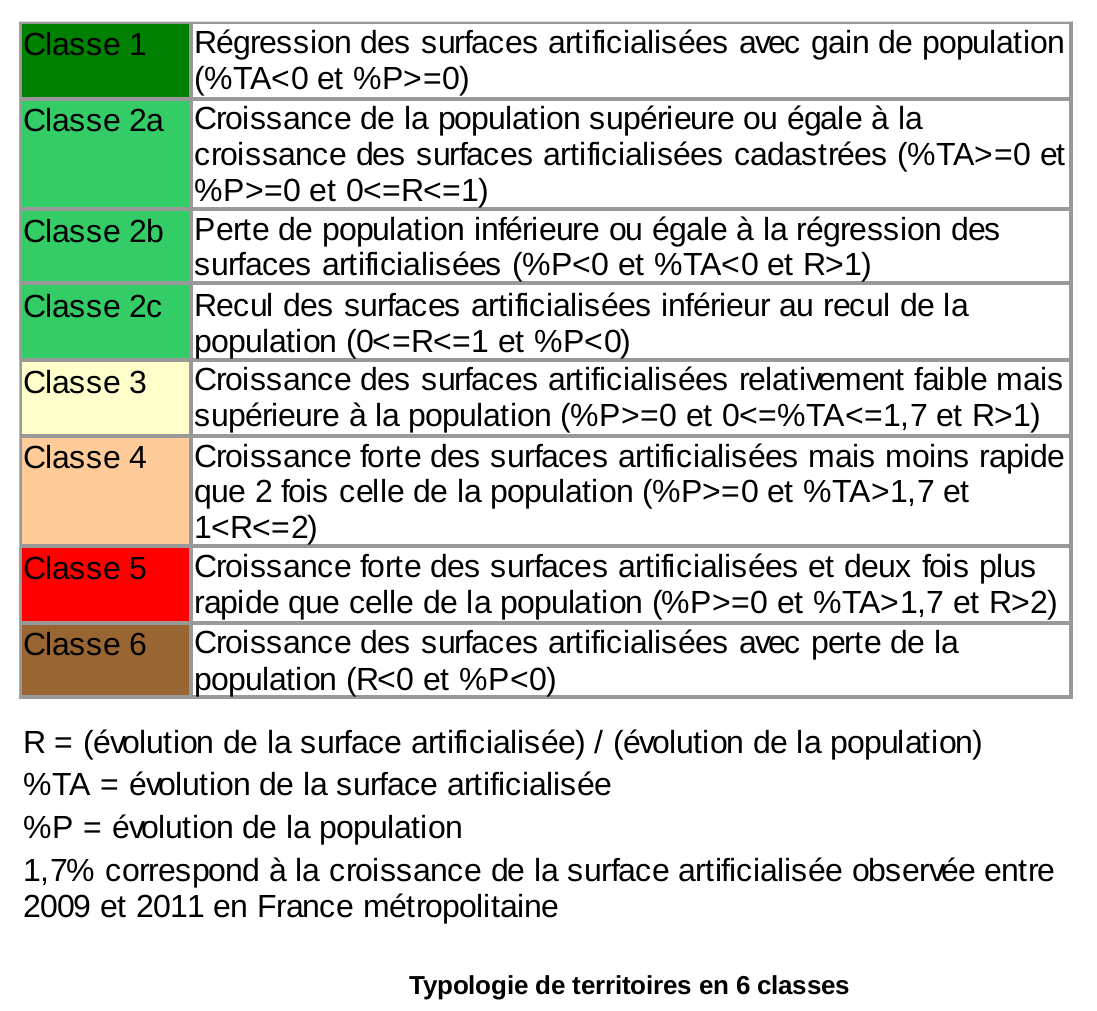 Classe 1
Régression des surfaces artificialisées avec gain de population
(%TA<0 et %P>=0)
Classe 2a
Croissance de la population supérieure ou égale à la
croissance des surfaces artificialisées cadastrées (%TA>=0 et
%P>=0 et 0<=R<=1)
Classe 2b
Perte de population inférieure ou égale à la régression des
surfaces artificialisées (%P<0 et %TA<0 et R>1)
Classe 2c
Recul des surfaces artificialisées inférieur au recul de la
population (0<=R<=1 et %P<0)
Classe 3
Croissance des surfaces artificialisées relativement faible mais
supérieure à la population (%P>=0 et 0<=%TA<=1,7 et R>1)
Classe 4
Croissance forte des surfaces artificialisées mais moins rapide
que 2 fois celle de la population (%P>=0 et %TA>1,7 et
1<R<=2)
Classe 5
Croissance forte des surfaces artificialisées et deux fois plus
rapide que celle de la population (%P>=0 et %TA>1,7 et R>2)
Classe 6
Croissance des surfaces artificialisées avec perte de la
population (R<0 et %P<0)
R = (évolution de la surface artificialisée) / (évolution de la population)
%TA = évolution de la surface artificialisée
%P = évolution de la population
1,7% correspond à la croissance de la surface artificialisée observée entre
2009 et 2011 en France métropolitaine
Typologie de territoires en 6 classes